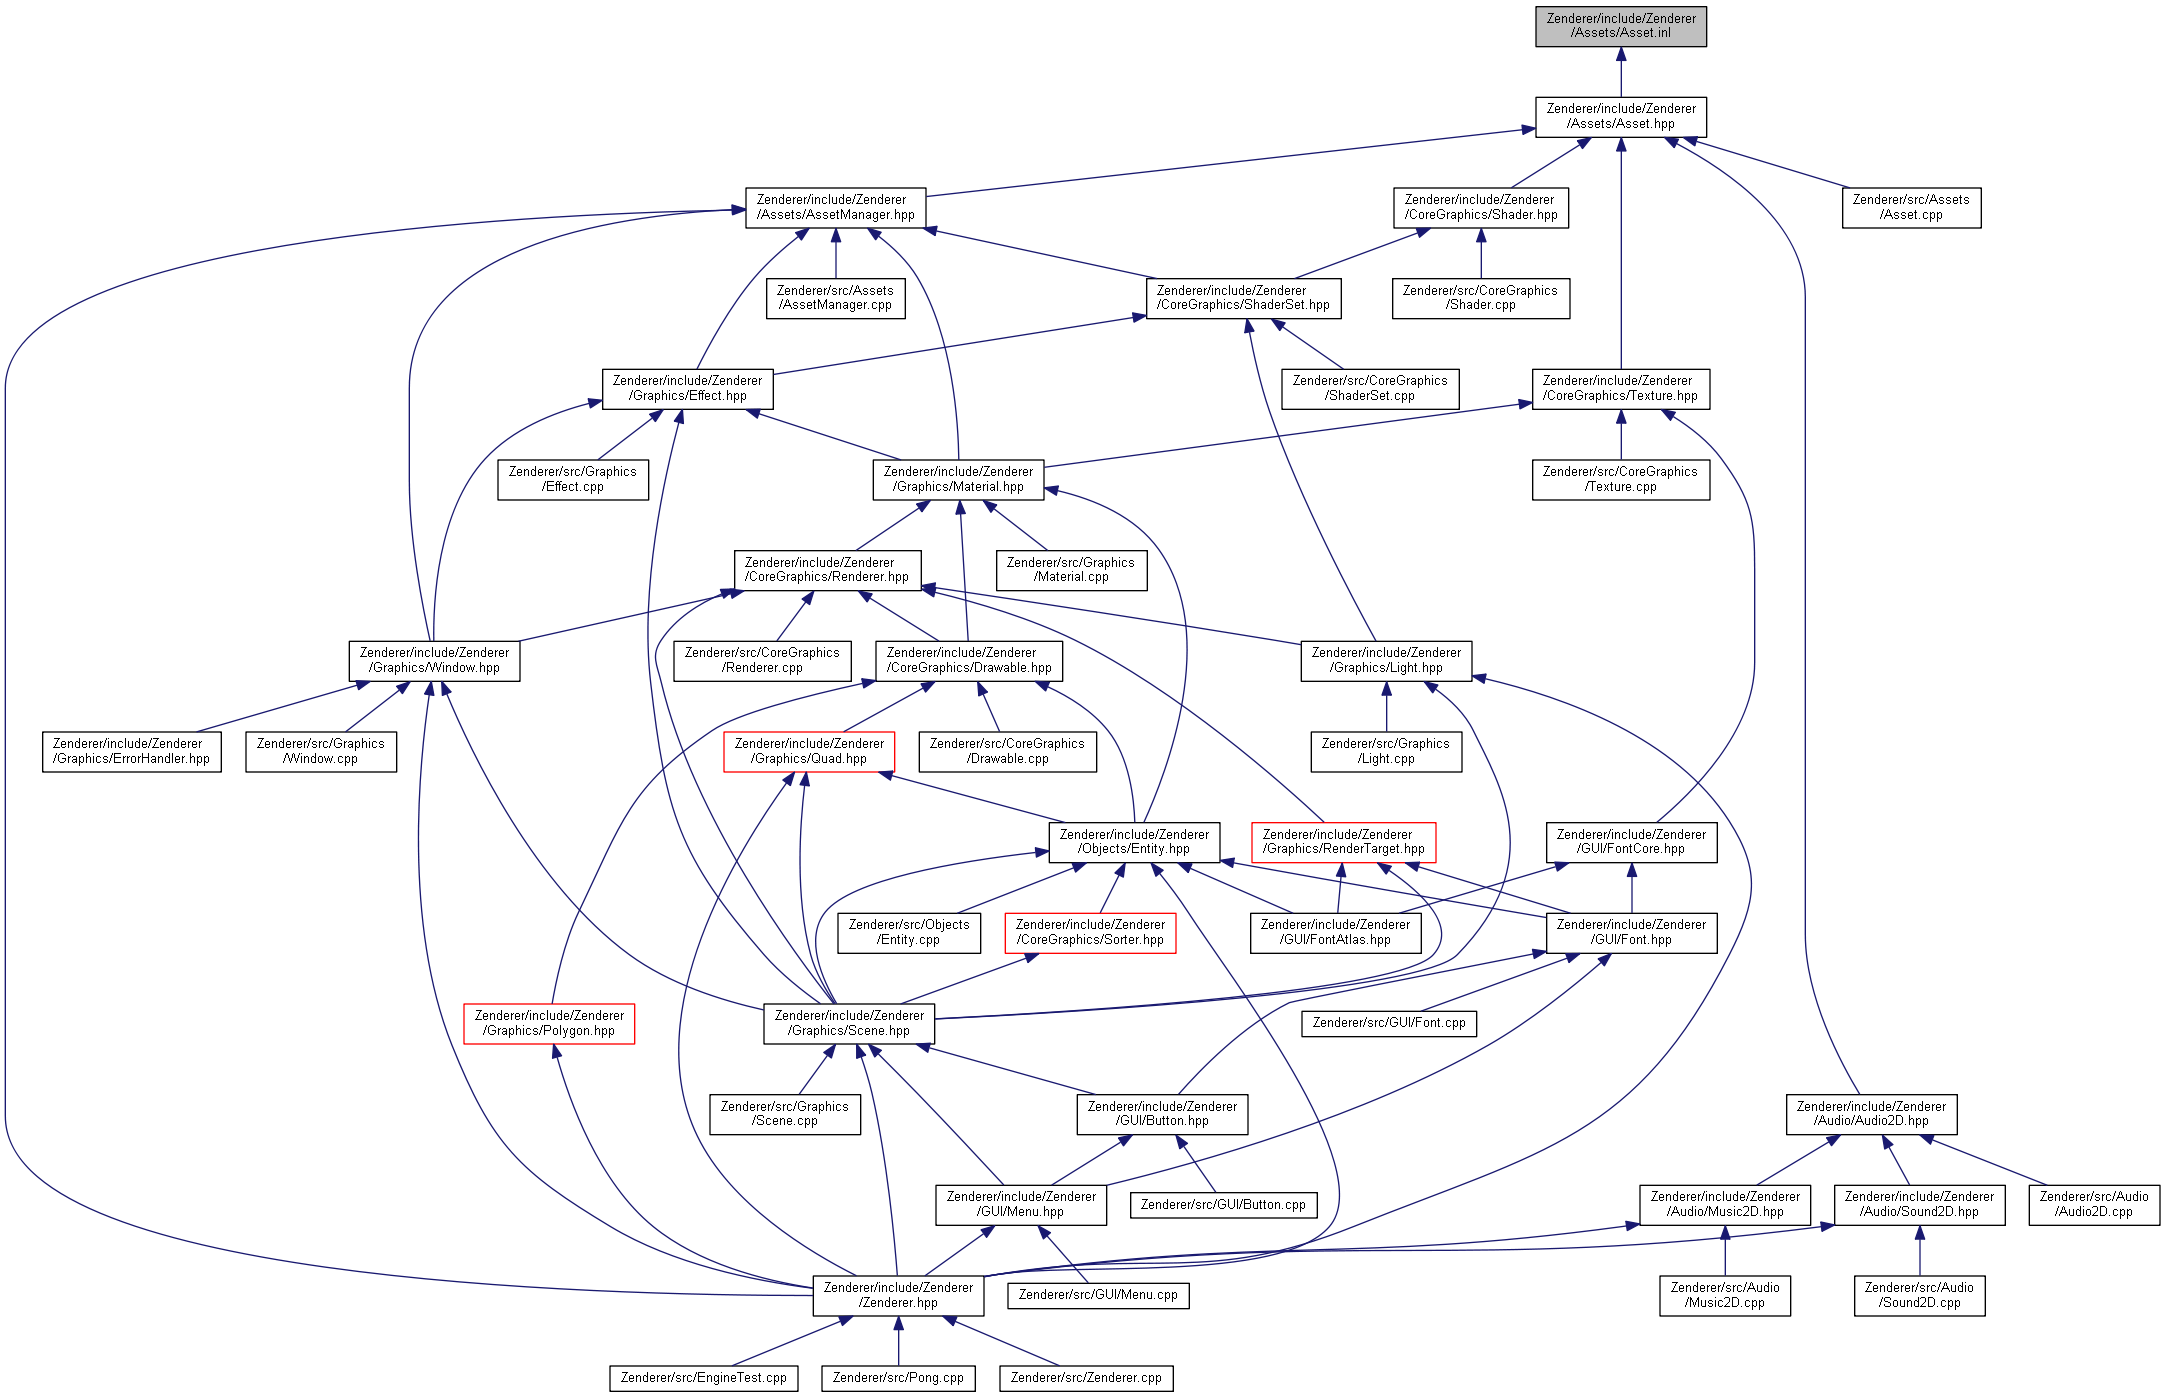 Zenderer/include/Zenderer
/Assets/Asset.inl
Zenderer/include/Zenderer
/Assets/Asset.hpp
Zenderer/include/Zenderer
/Assets/AssetManager.hpp
Zenderer/include/Zenderer
/CoreGraphics/Shader.hpp
Zenderer/src/Assets
/Asset.cpp
Zenderer/src/Assets
/AssetManager.cpp
Zenderer/include/Zenderer
/CoreGraphics/ShaderSet.hpp
Zenderer/src/CoreGraphics
/Shader.cpp
Zenderer/include/Zenderer
/Graphics/Effect.hpp
Zenderer/src/CoreGraphics
/ShaderSet.cpp
Zenderer/include/Zenderer
/CoreGraphics/Texture.hpp
Zenderer/src/Graphics
/Effect.cpp
Zenderer/include/Zenderer
/Graphics/Material.hpp
Zenderer/src/CoreGraphics
/Texture.cpp
Zenderer/include/Zenderer
/CoreGraphics/Renderer.hpp
Zenderer/src/Graphics
/Material.cpp
Zenderer/include/Zenderer
/Graphics/Window.hpp
Zenderer/src/CoreGraphics
/Renderer.cpp
Zenderer/include/Zenderer
/CoreGraphics/Drawable.hpp
Zenderer/include/Zenderer
/Graphics/Light.hpp
Zenderer/include/Zenderer
/Graphics/ErrorHandler.hpp
Zenderer/src/Graphics
/Window.cpp
Zenderer/include/Zenderer
/Graphics/Quad.hpp
Zenderer/src/CoreGraphics
/Drawable.cpp
Zenderer/src/Graphics
/Light.cpp
Zenderer/include/Zenderer
/Objects/Entity.hpp
Zenderer/include/Zenderer
/Graphics/RenderTarget.hpp
Zenderer/include/Zenderer
/GUI/FontCore.hpp
Zenderer/src/Objects
/Entity.cpp
Zenderer/include/Zenderer
/CoreGraphics/Sorter.hpp
Zenderer/include/Zenderer
/GUI/FontAtlas.hpp
Zenderer/include/Zenderer
/GUI/Font.hpp
Zenderer/include/Zenderer
/Graphics/Polygon.hpp
Zenderer/include/Zenderer
/Graphics/Scene.hpp
Zenderer/src/GUI/Font.cpp
Zenderer/src/Graphics
/Scene.cpp
Zenderer/include/Zenderer
/GUI/Button.hpp
Zenderer/include/Zenderer
/Audio/Audio2D.hpp
Zenderer/include/Zenderer
/GUI/Menu.hpp
Zenderer/src/GUI/Button.cpp
Zenderer/include/Zenderer
/Audio/Music2D.hpp
Zenderer/include/Zenderer
/Audio/Sound2D.hpp
Zenderer/src/Audio
/Audio2D.cpp
Zenderer/include/Zenderer
/Zenderer.hpp
Zenderer/src/GUI/Menu.cpp
Zenderer/src/Audio
/Music2D.cpp
Zenderer/src/Audio
/Sound2D.cpp
Zenderer/src/EngineTest.cpp
Zenderer/src/Pong.cpp
Zenderer/src/Zenderer.cpp